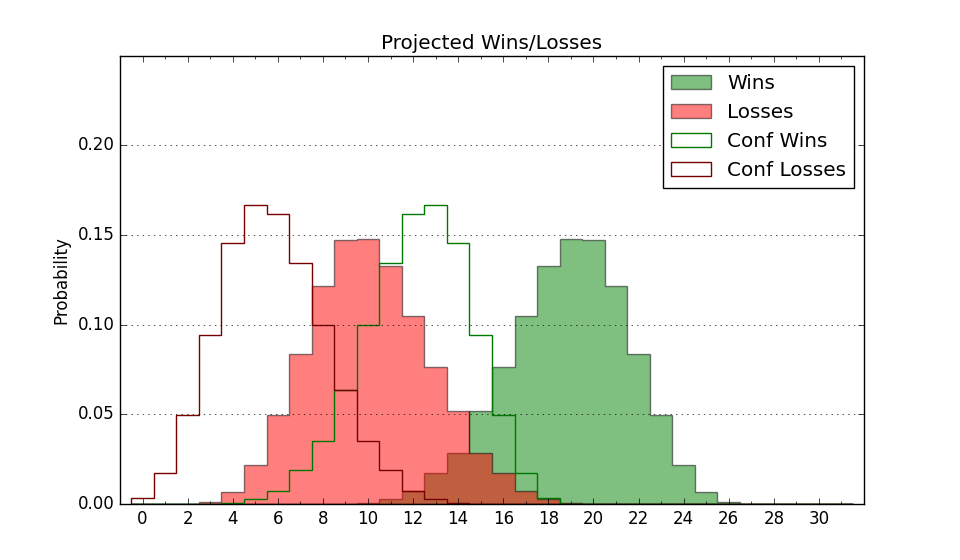 Projected Wins/Losses
Wins
Losses
Conf Wins
Conf Losses
Probability
0.20
0.15
0.10
0.05
0.00
0 2 4 6 8 10 12 14 16 18 20 22 24 26 28 30